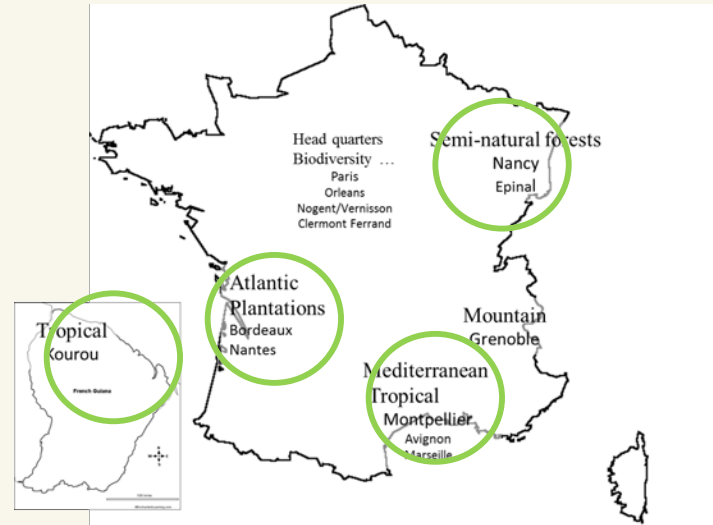 Head quarters
Biodiversity ...
Paris
Orleans
Nogent/Vernisson
Clermont Ferrand
Semi-natural forests
Nancy
Epinal
Atlantic
Plantations
Bordeaux
Nantes
Mountain
Grenoble
Mediterranean
Tropical
Montpellier
Avignon
Marseille
Tropical
Kourou
French Guiana